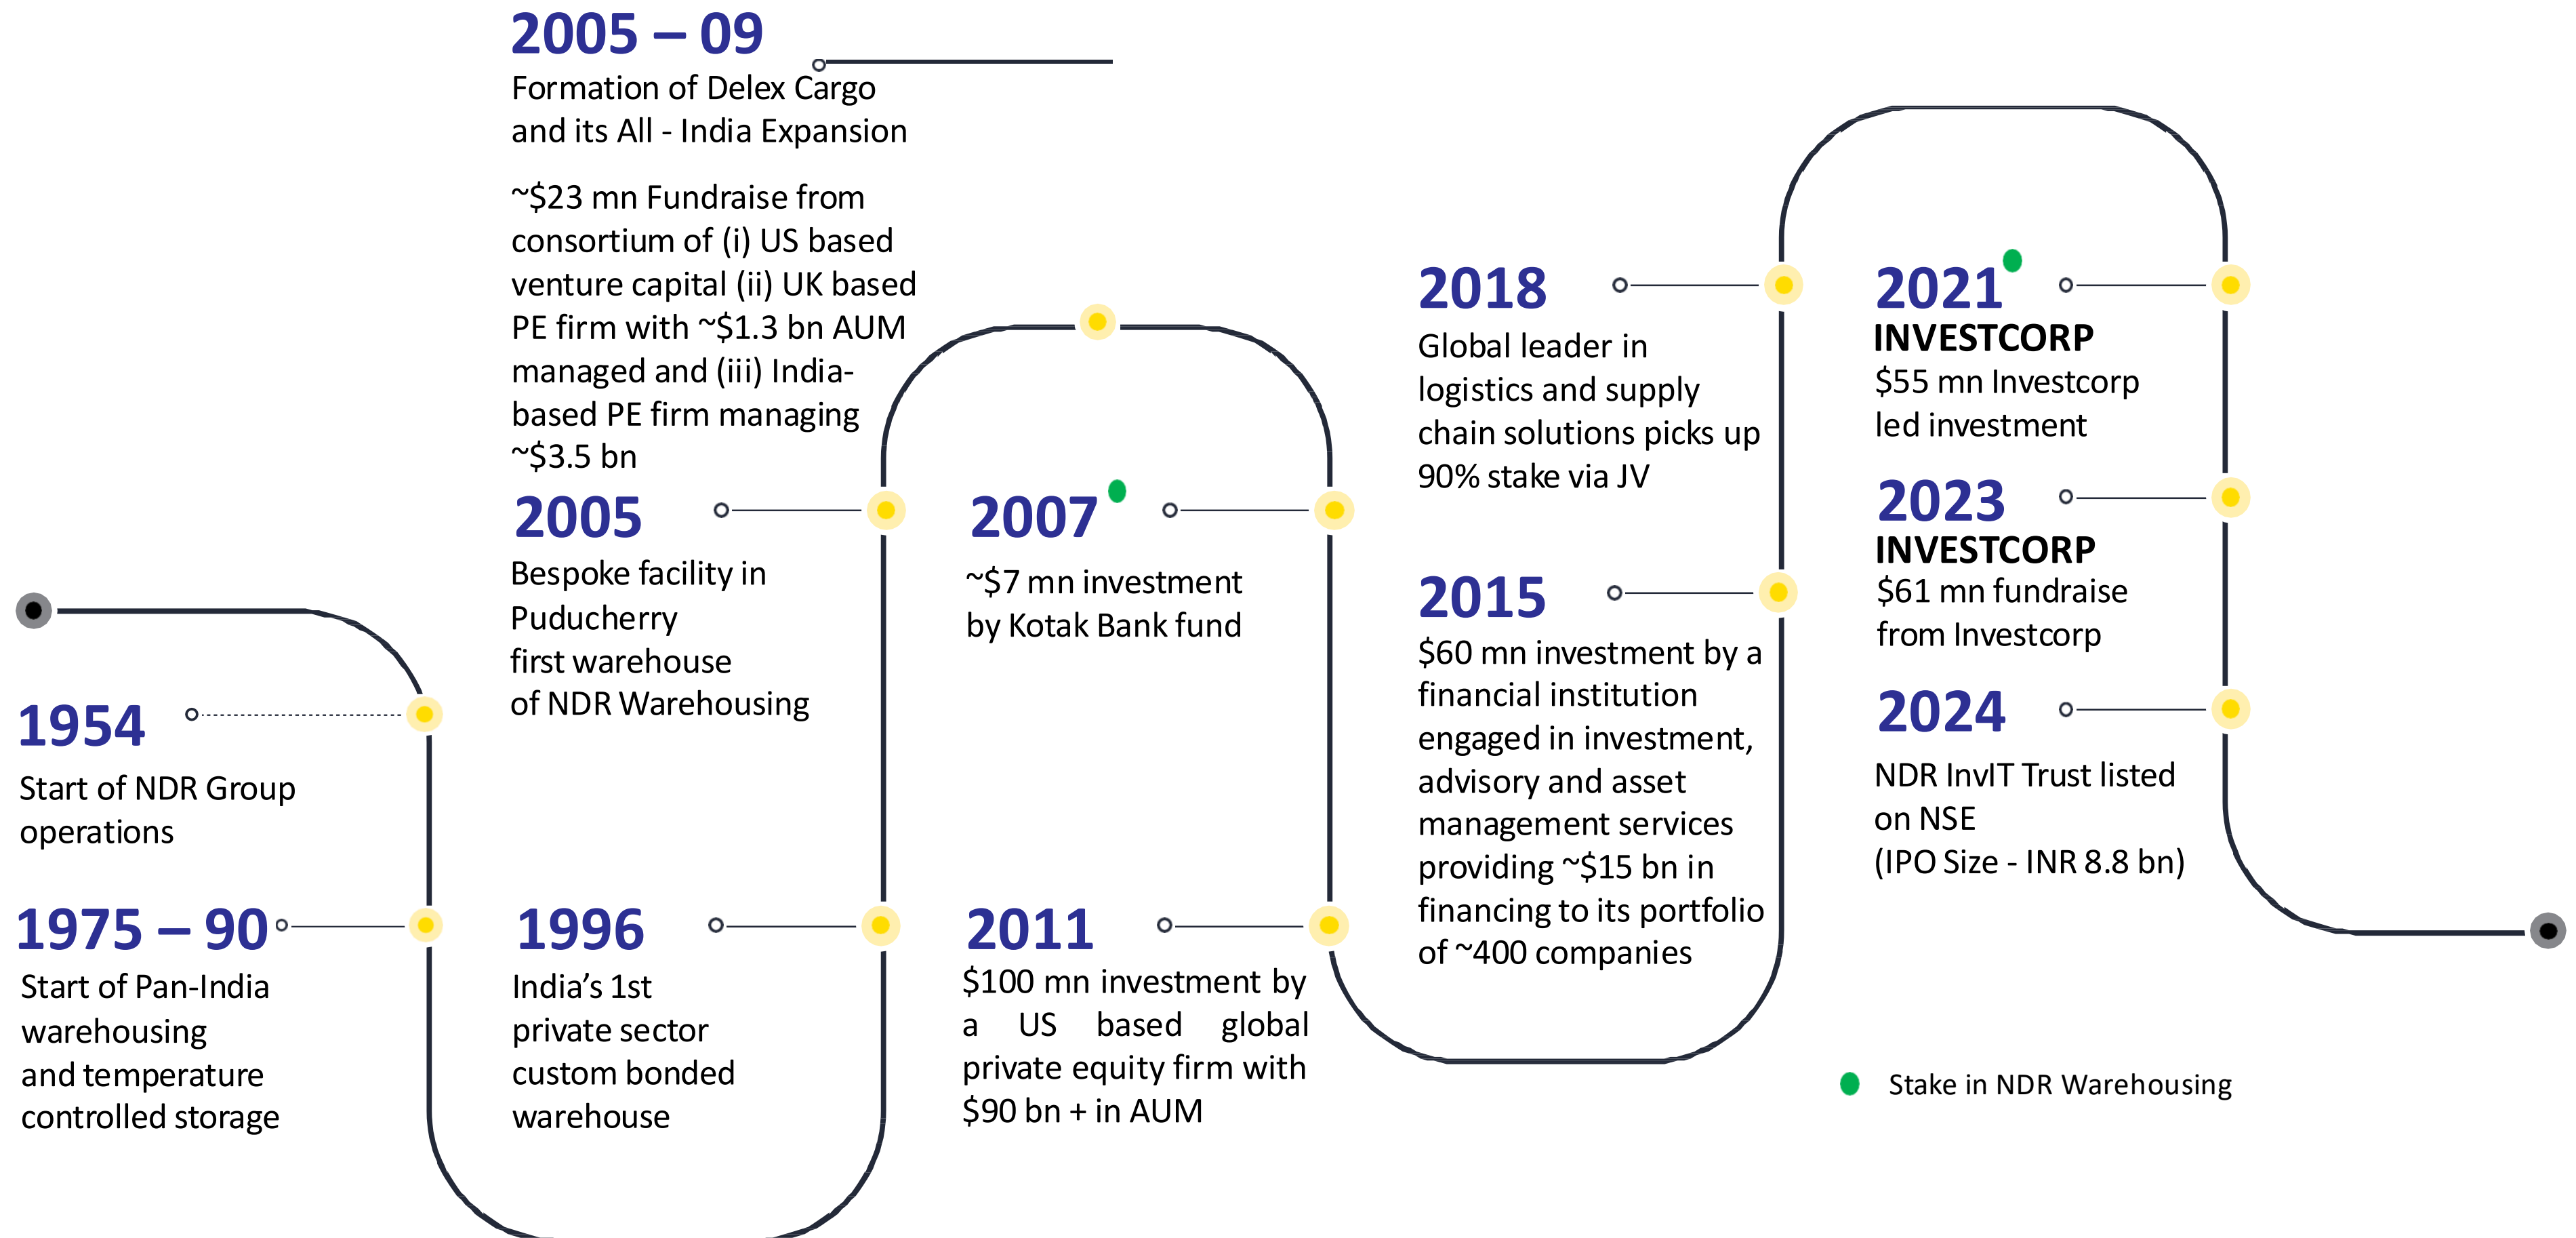 1954
Start of NDR Group
operations
1975 – 90
Start of Pan-India
warehousing
and temperature
controlled storage
1996
India’s 1st
private sector
custom bonded
warehouse
2005
Bespoke facility in
Puducherry
first warehouse
of NDR Warehousing
2005 – 09
Formation of Delex Cargo
and its All - India Expansion
~$23 mn Fundraise from
consortium of (i) US based
venture capital (ii) UK based
PE firm with ~$1.3 bn AUM
managed and (iii) India-
based PE firm managing
~$3.5 bn
2007
~$7 mn investment
by Kotak Bank fund
2011
$100 mn investment by
a US based global
private equity firm with
$90 bn + in AUM
2015
$60 mn investment by a
financial institution
engaged in investment,
advisory and asset
management services
providing ~$15 bn in
financing to its portfolio
of ~400 companies
2018
Global leader in
logistics and supply
chain solutions picks up
90% stake via JV
2021
INVESTCORP
$55 mn Investcorp
led investment
2023
INVESTCORP
$61 mn fundraise
from Investcorp
2024
NDR InvIT Trust listed
on NSE
(IPO Size - INR 8.8 bn)
Stake in NDR Warehousing